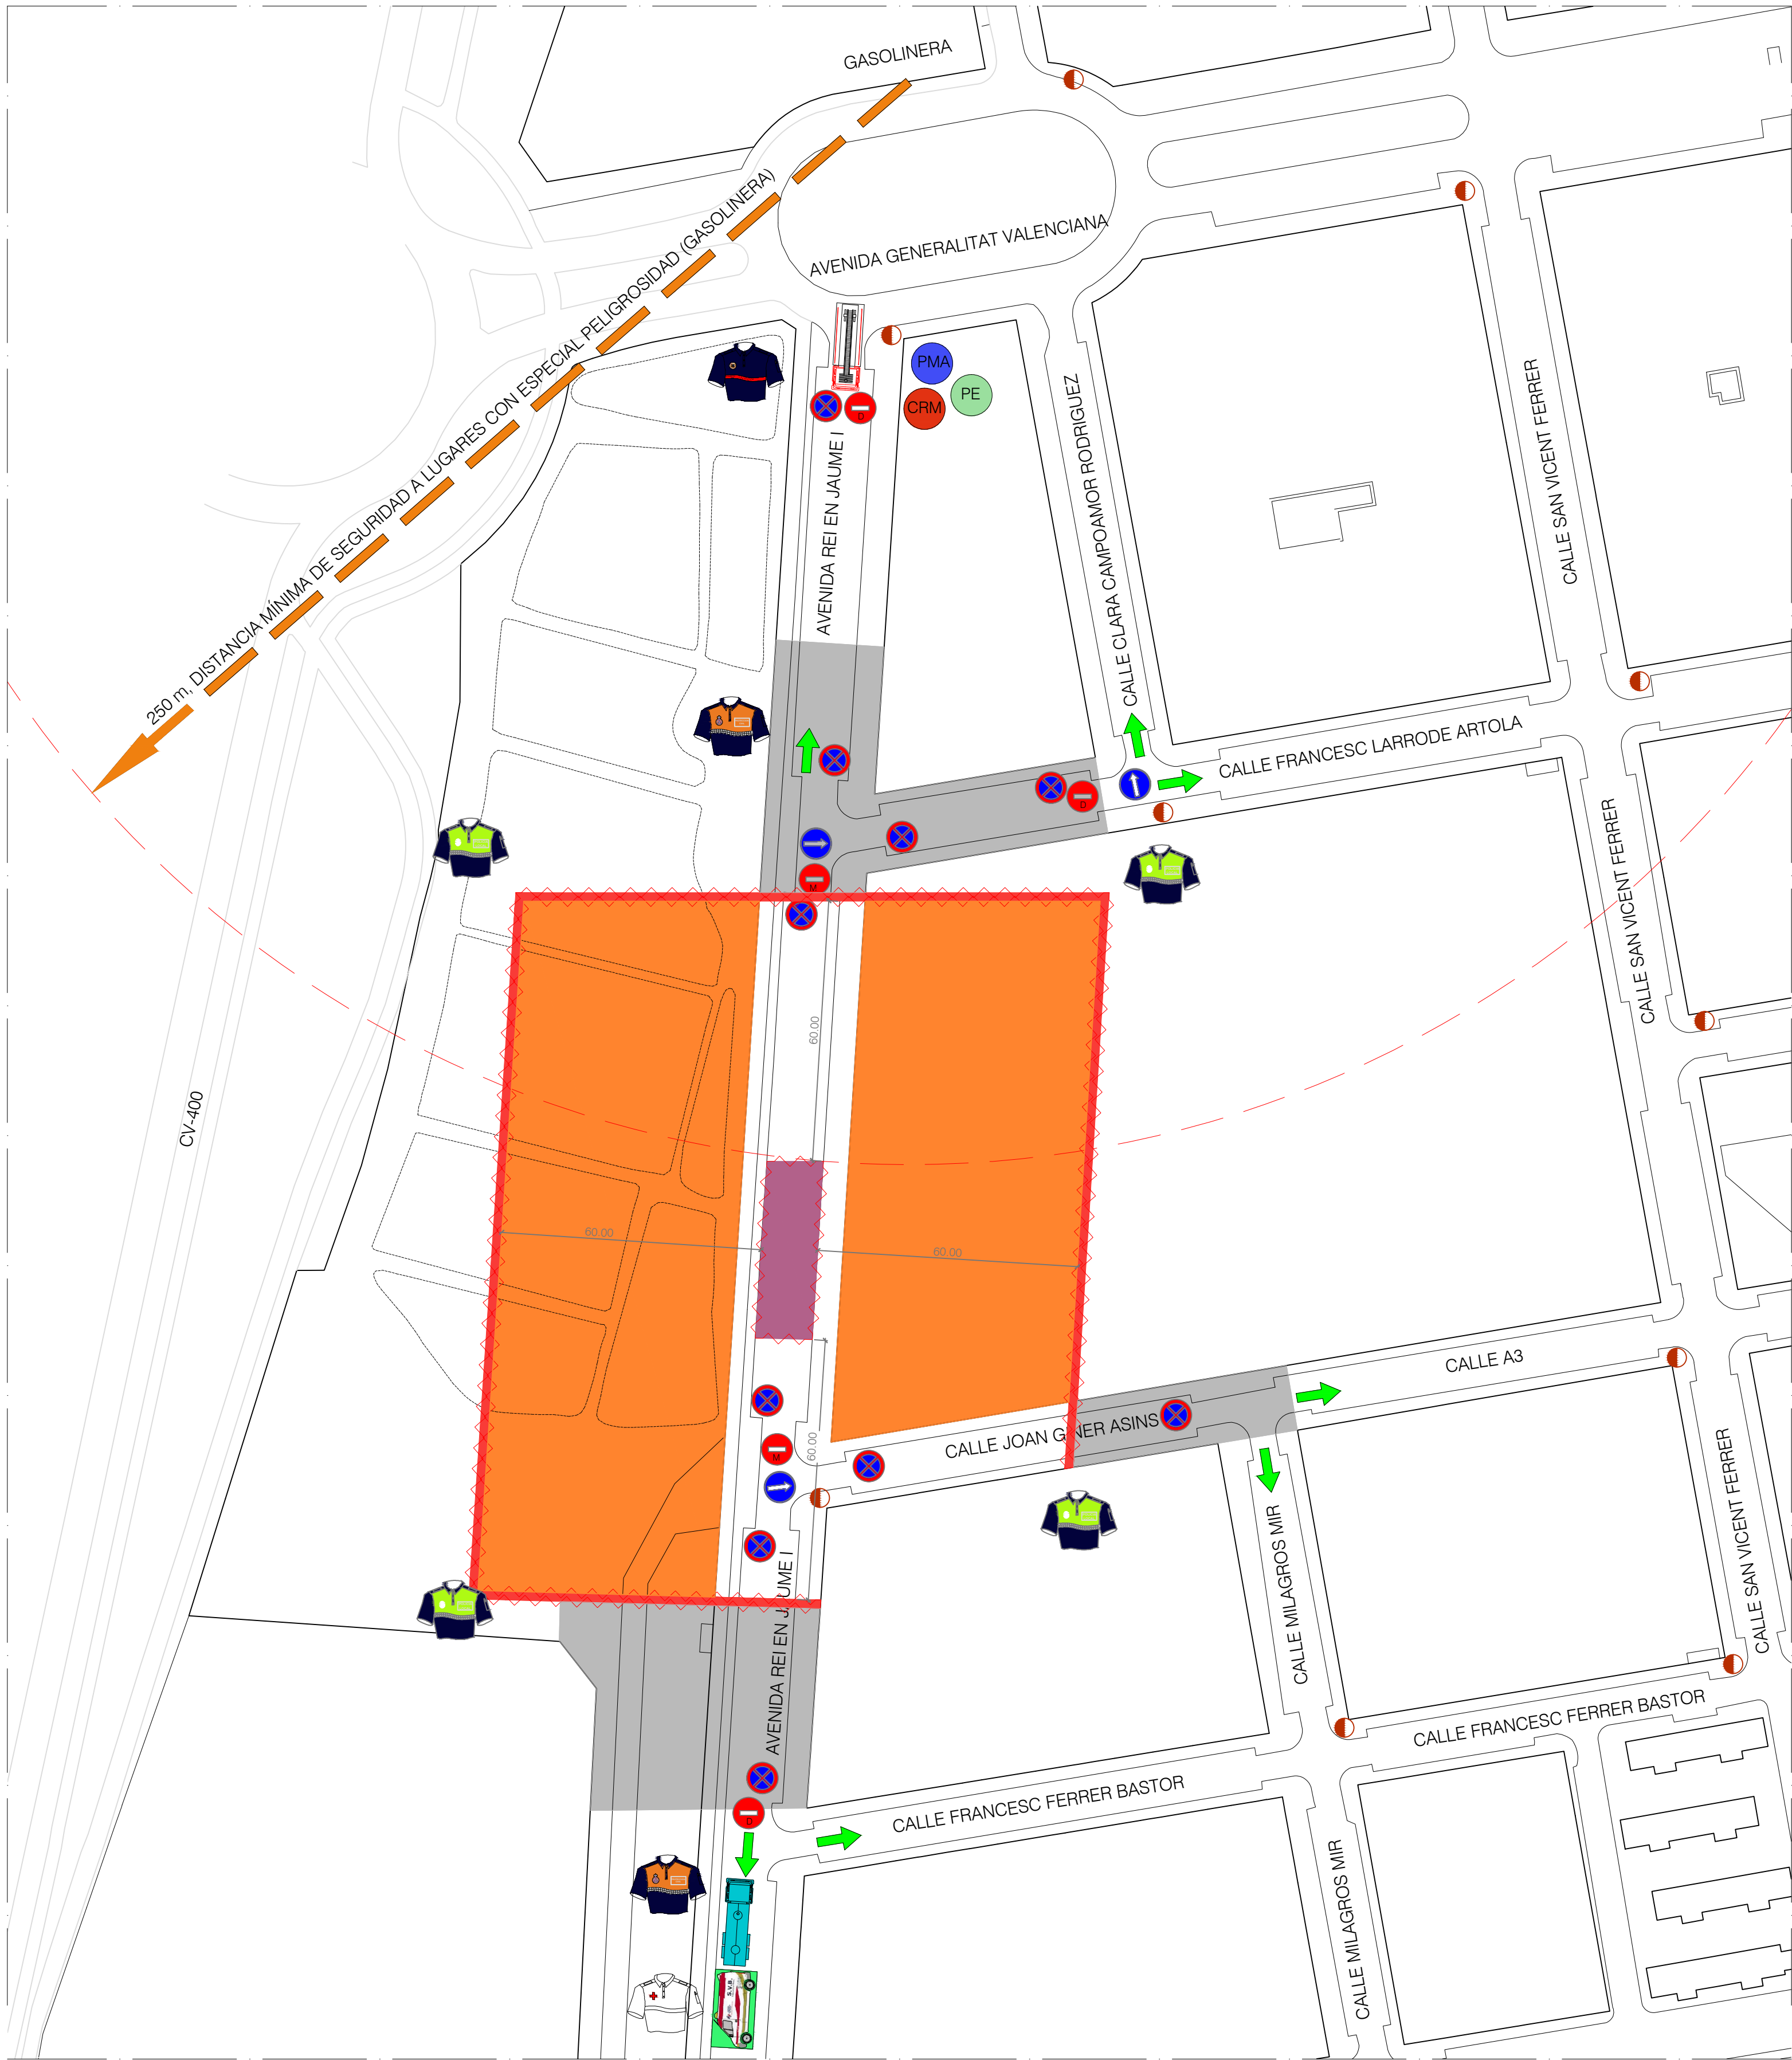 GASOLINERA
250 m, DISTANCIA MÍNIMA DE SEGURIDAD A LUGARES CON ESPECIAL PELIGROSIDAD (GASOLINERA)
AVENIDA GENERALITAT VALENCIANA
PMA
PE
CRM
D
AVENIDA REI EN JAUME I
CALLE CLARA CAMPOAMOR RODRIGUEZ
CALLE SAN VICENT FERRER
CALLE FRANCESC LARRODE ARTOLA
D
M
CALLE SAN VICENT FERRER
60.00
CV-400
60.00
60.00
CALLE A3
CALLE JOAN GINER ASINS
M
60.00
CALLE MILAGROS MIR
CALLE SAN VICENT FERRER
AVENIDA REI EN JAUME I
CALLE FRANCESC FERRER BASTOR
CALLE FRANCESC FERRER BASTOR
D
CALLE MILAGROS MIR
S.V.B.